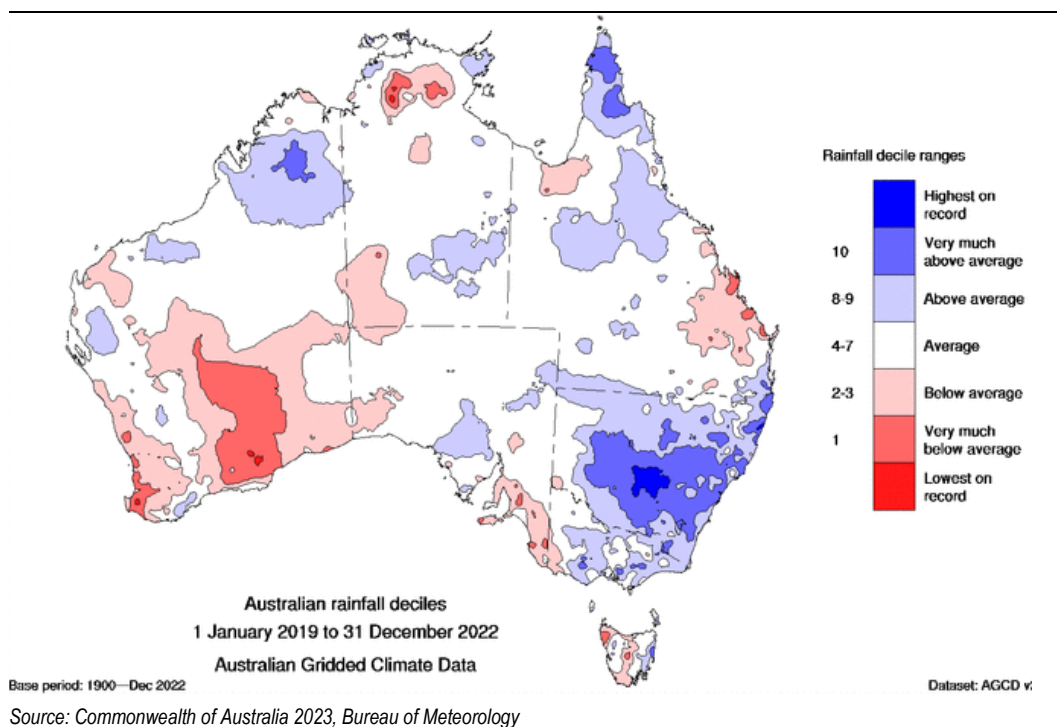 Rainfall decile ranges
Highest on
record
10
Very much
above average
8-9
Above average
4-7
Average
2-3
Below average
1
Very much
below average
Lowest on
record
Australian rainfall deciles
1 January 2019 to 31 December 2022
Australian Gridded Climate Data
Base period: 1900—Dec 2022
Dataset: AGCD
Source: Commonwealth of Australia 2023, Bureau of Meteorology